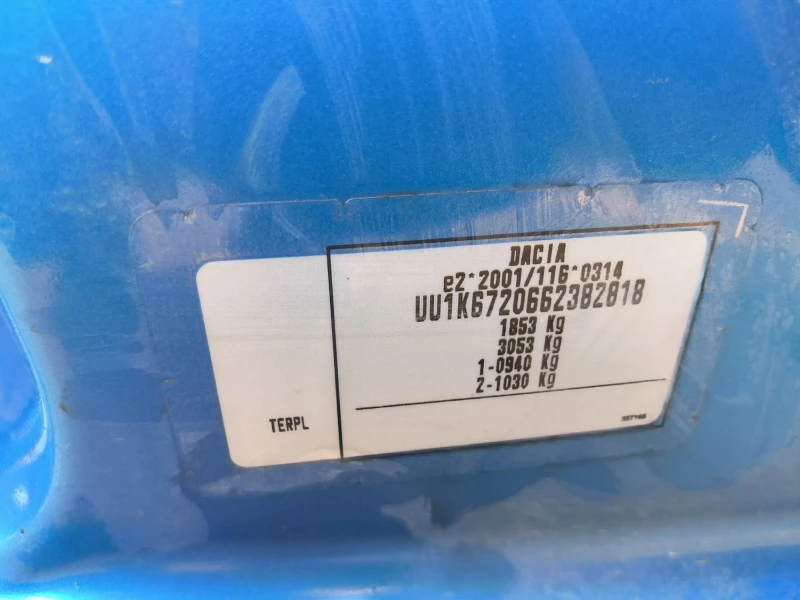 DACIA
e2*2001/116*0314
UU1K6720662382818
1853 Kg
3053 Kg
1-0940 Kg
2-1030 Kg
TERPL